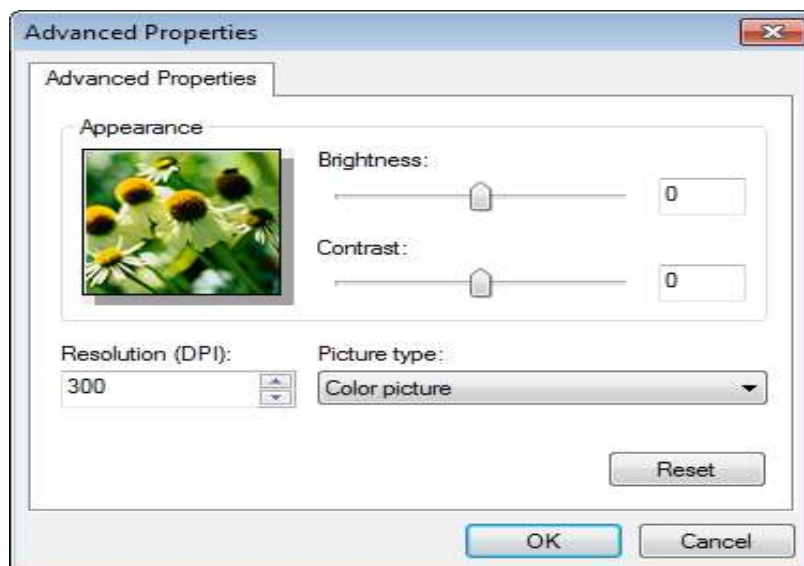 Advanced Properties
Advanced Properties
Appearance
Brightness:
0
Contrast:
0
Resolution (DPI):
300
Picture type:
Color picture
Reset
OK
Cancel